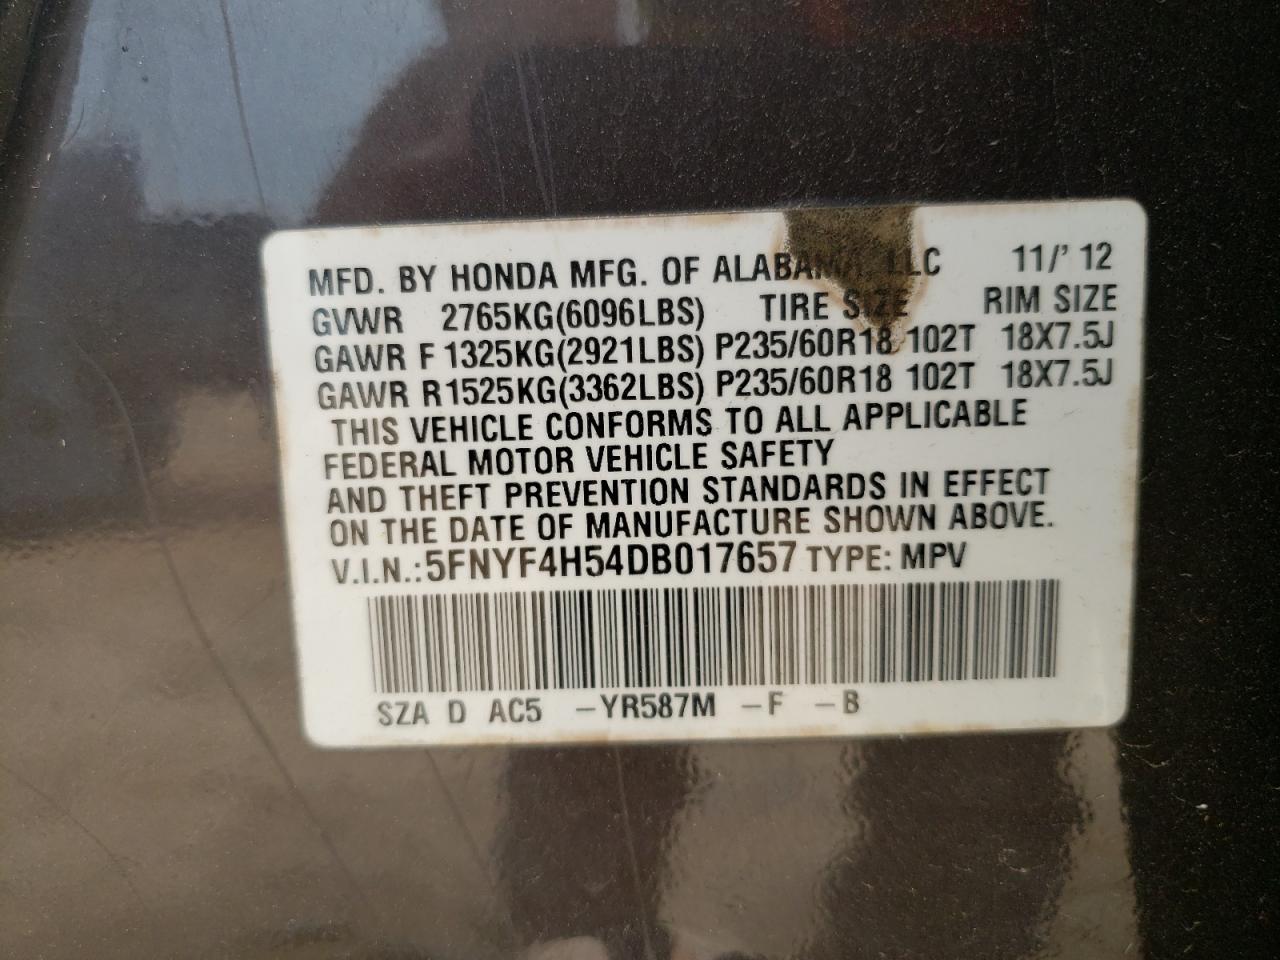 MFD. BY HONDA MFG. OF ALABAMA, LLC 11/' 12
GVWR 2765KG(6096LBS) TIRE SIZE RIM SIZE
GAWR F 1325KG(2921LBS) P235/60R18 102T 18X7.5J
GAWR R1525KG(3362LBS) P235/60R18 102T 18X7.5J
THIS VEHICLE CONFORMS TO ALL APPLICABLE
FEDERAL MOTOR VEHICLE SAFETY
AND THEFT PREVENTION STANDARDS IN EFFECT
ON THE DATE OF MANUFACTURE SHOWN ABOVE.
V.I.N.:5FNYF4H54DB017657 TYPE: MPV
SZA D AC5 –YR587M –F –B